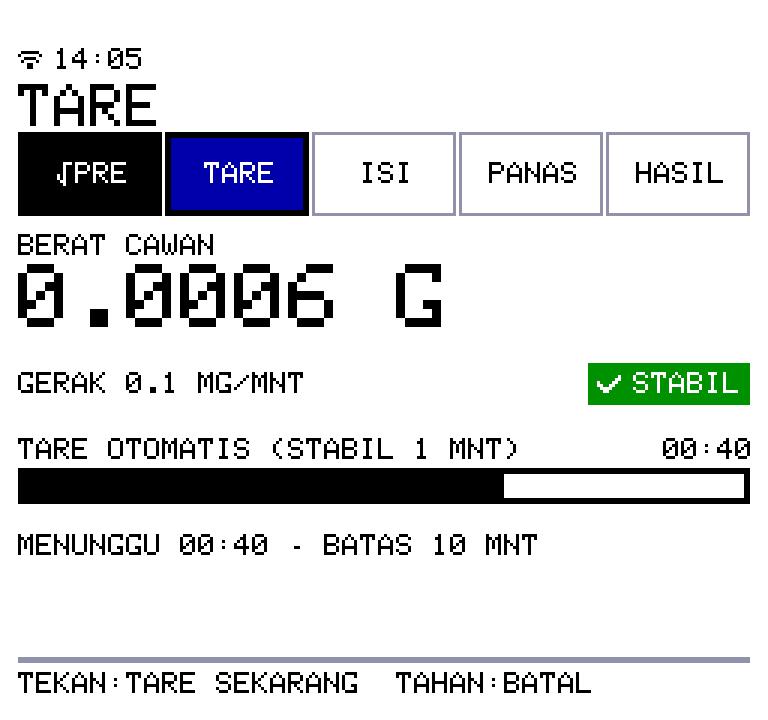 14:05
TARE
√PRE TARE ISI PANAS HASIL
BERAT CAWAN
0.0006 G
GERAK 0.1 MG/MNT ✓ STABIL
TARE OTOMATIS (STABIL 1 MNT) 00:40
MENUNGGU 00:40 - BATAS 10 MNT
TEKAN:TARE SEKARANG TAHAN:BATAL